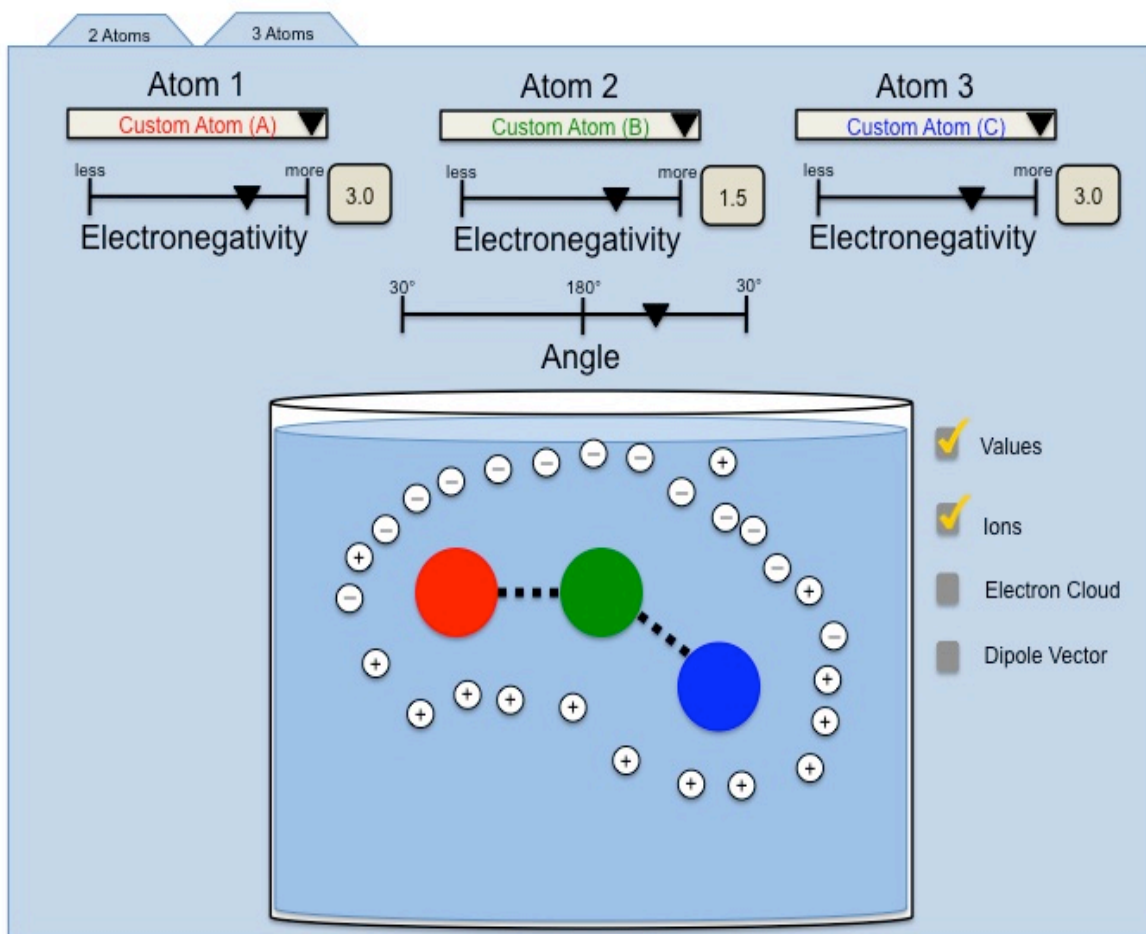 2 Atoms 3 Atoms
Atom 1 Atom 2 Atom 3
Custom Atom (A) Custom Atom (B) Custom Atom (C)
less more 3.0 less more 1.5 less more 3.0
Electronegativity Electronegativity Electronegativity
30° 180° 30°
Angle
Values
Ions
Electron Cloud
Dipole Vector